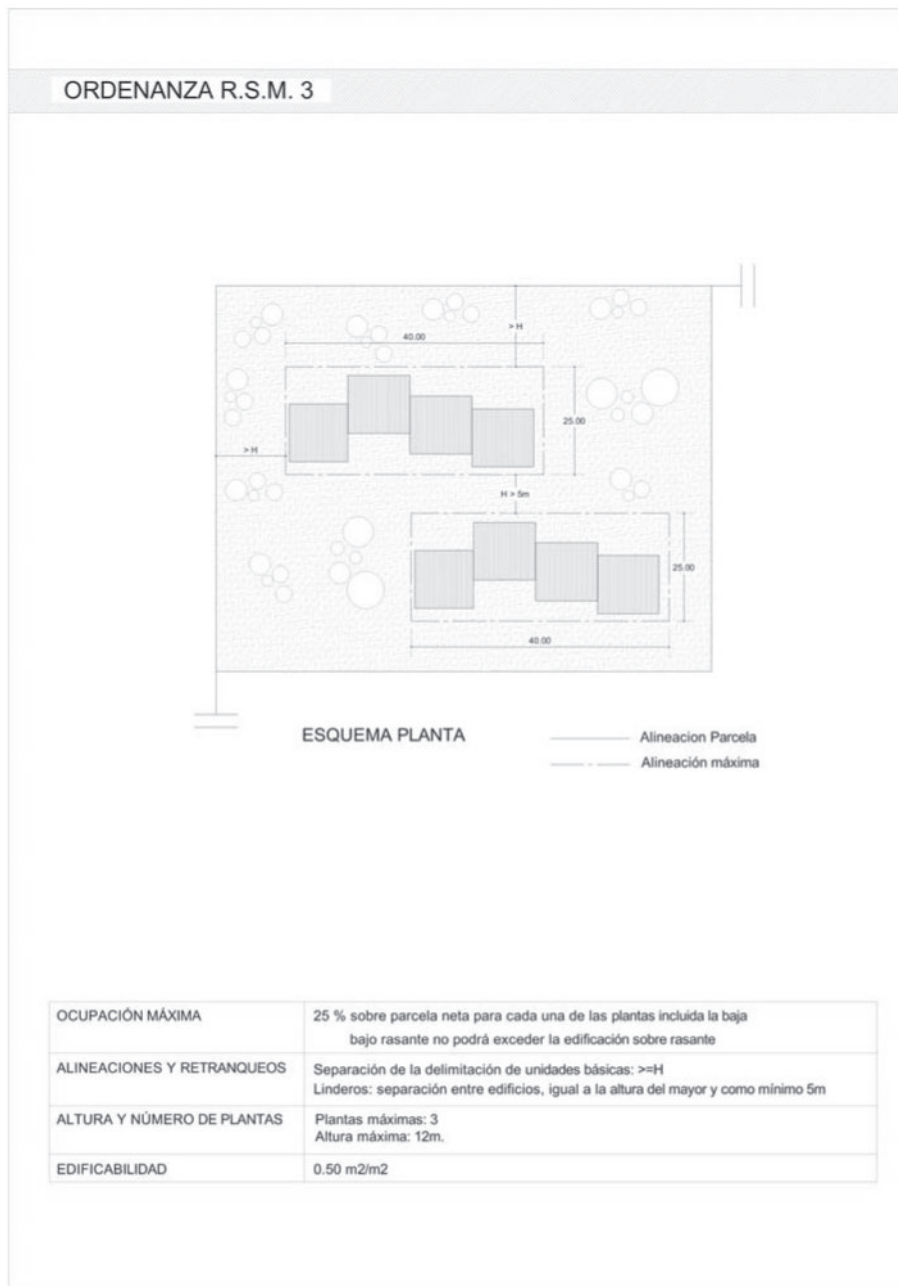 ORDENANZA R.S.M. 3
> H
40.00
25.00
> H
H > 5m
25.00
40.00
ESQUEMA PLANTA
Alineacion Parcela
Alineación máxima
OCUPACIÓN MÁXIMA
25 % sobre parcela neta para cada una de las plantas incluida la baja
bajo rasante no podrá exceder la edificación sobre rasante
ALINEACIONES Y RETRANQUEOS
Separación de la delimitación de unidades básicas: >=H
Linderos: separación entre edificios, igual a la altura del mayor y como mínimo 5m
ALTURA Y NÚMERO DE PLANTAS
Plantas máximas: 3
Altura máxima: 12m.
EDIFICABILIDAD
0.50 m2/m2